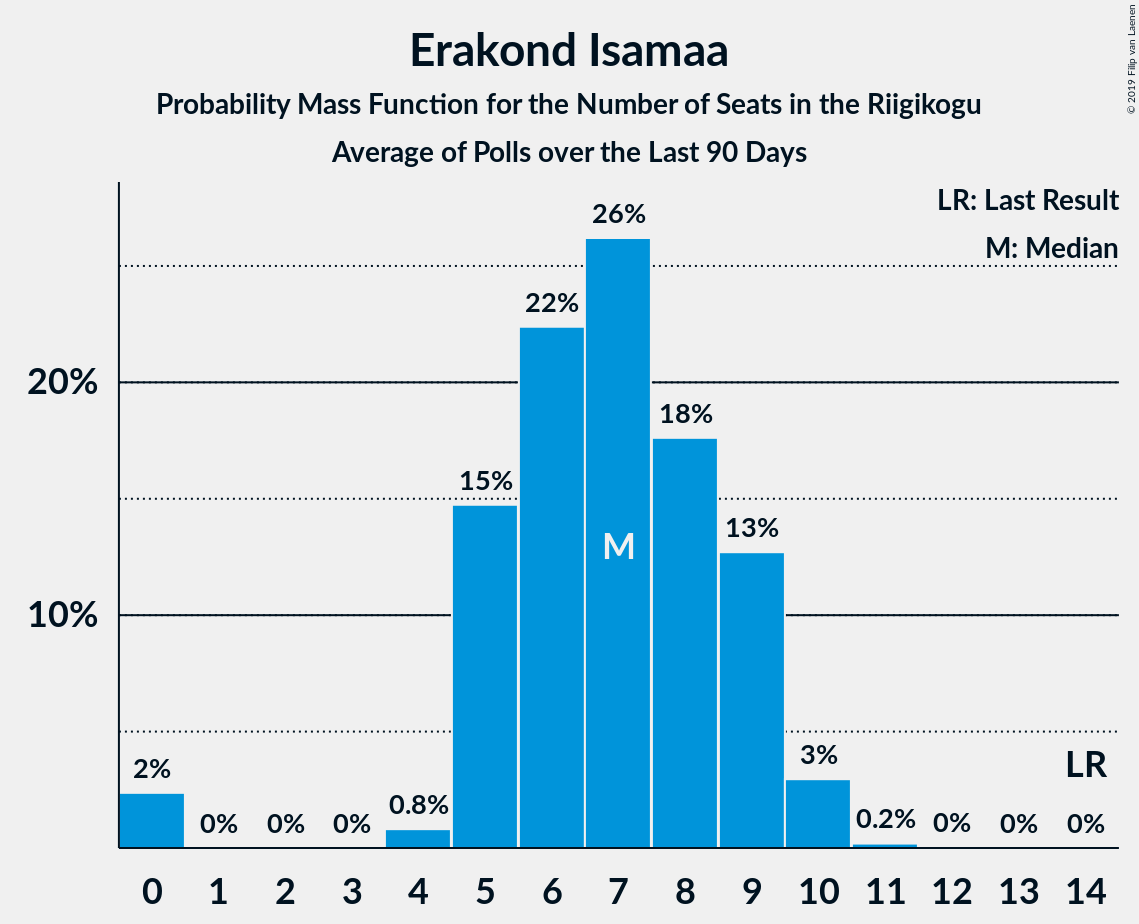 Erakond Isamaa
Probability Mass Function for the Number of Seats in the Riigikogu
Average of Polls over the Last 90 Days
© 2019 Filip van Laenen
LR: Last Result
M: Median
20%
10%
2%
0%
0%
0%
0.8%
15%
22%
26%
18%
13%
3%
0.2%
0%
0%
0%
M
LR
0 1 2 3 4 5 6 7 8 9 10 11 12 13 14